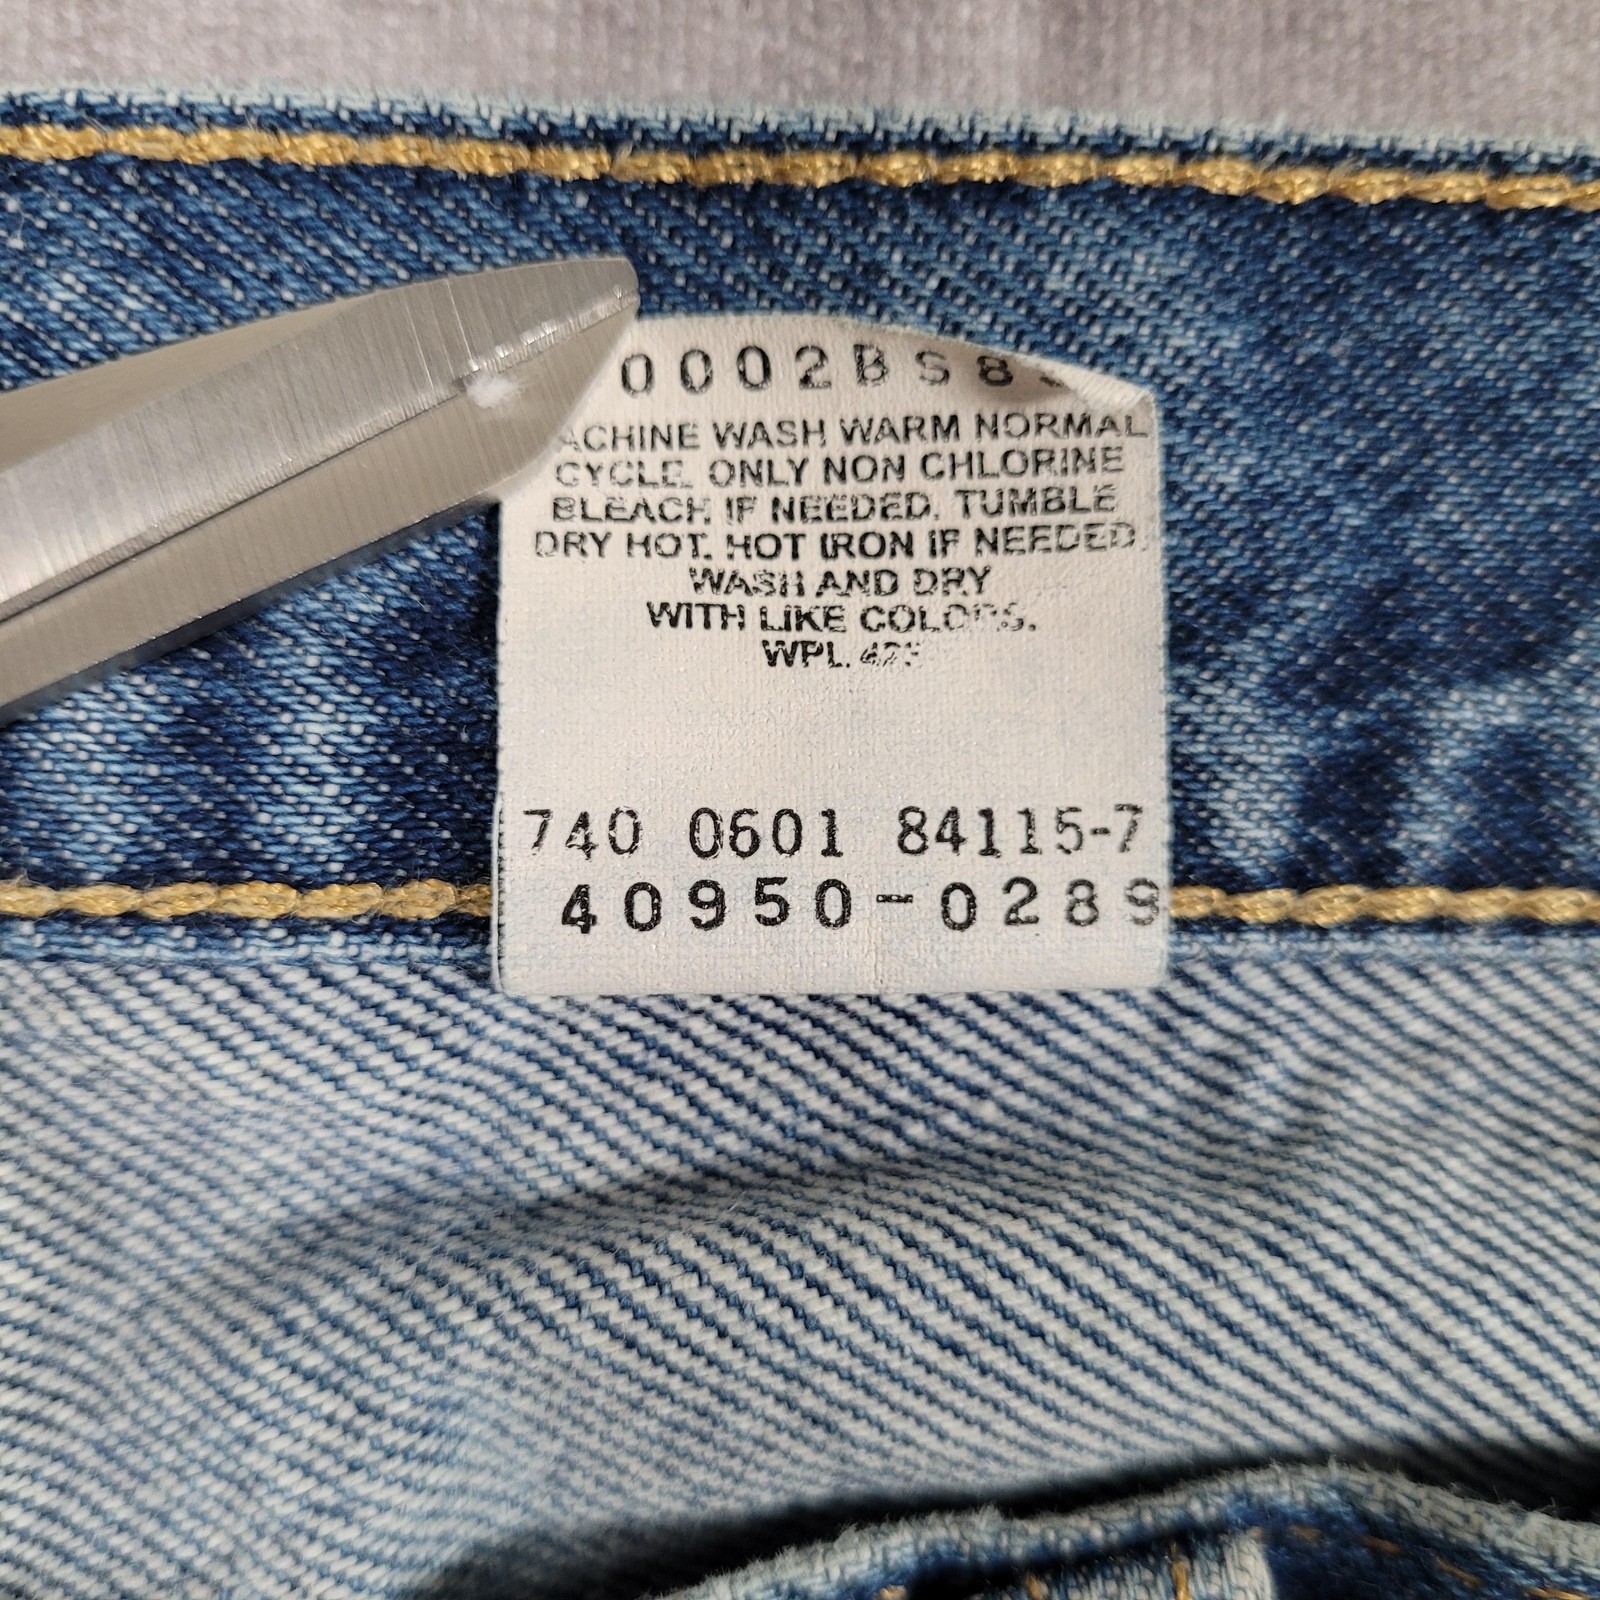 0002BS8
ACHINE WASH WARM NORMAL
CYCLE. ONLY NON CHLORINE
BLEACH IF NEEDED. TUMBLE
DRY HOT. HOT IRON IF NEEDED.
WASH AND DRY
WITH LIKE COLORS.
WPL.
740 0601 84115-7
40950-0289